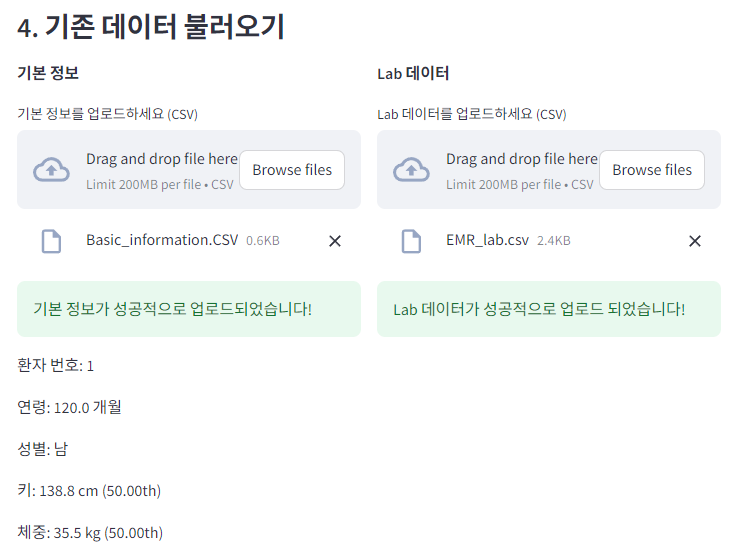 4. 기존 데이터 불러오기
기본 정보
기본 정보를 업로드하세요 (CSV)
Drag and drop file here
Limit 200MB per file • CSV
Browse files
Basic_information.CSV 0.6KB
기본 정보가 성공적으로 업로드되었습니다!
Lab 데이터
Lab 데이터를 업로드하세요 (CSV)
Drag and drop file here
Limit 200MB per file • CSV
Browse files
EMR_lab.csv 2.4KB
Lab 데이터가 성공적으로 업로드 되었습니다!
환자 번호: 1
연령: 120.0 개월
성별: 남
키: 138.8 cm (50.00th)
체중: 35.5 kg (50.00th)